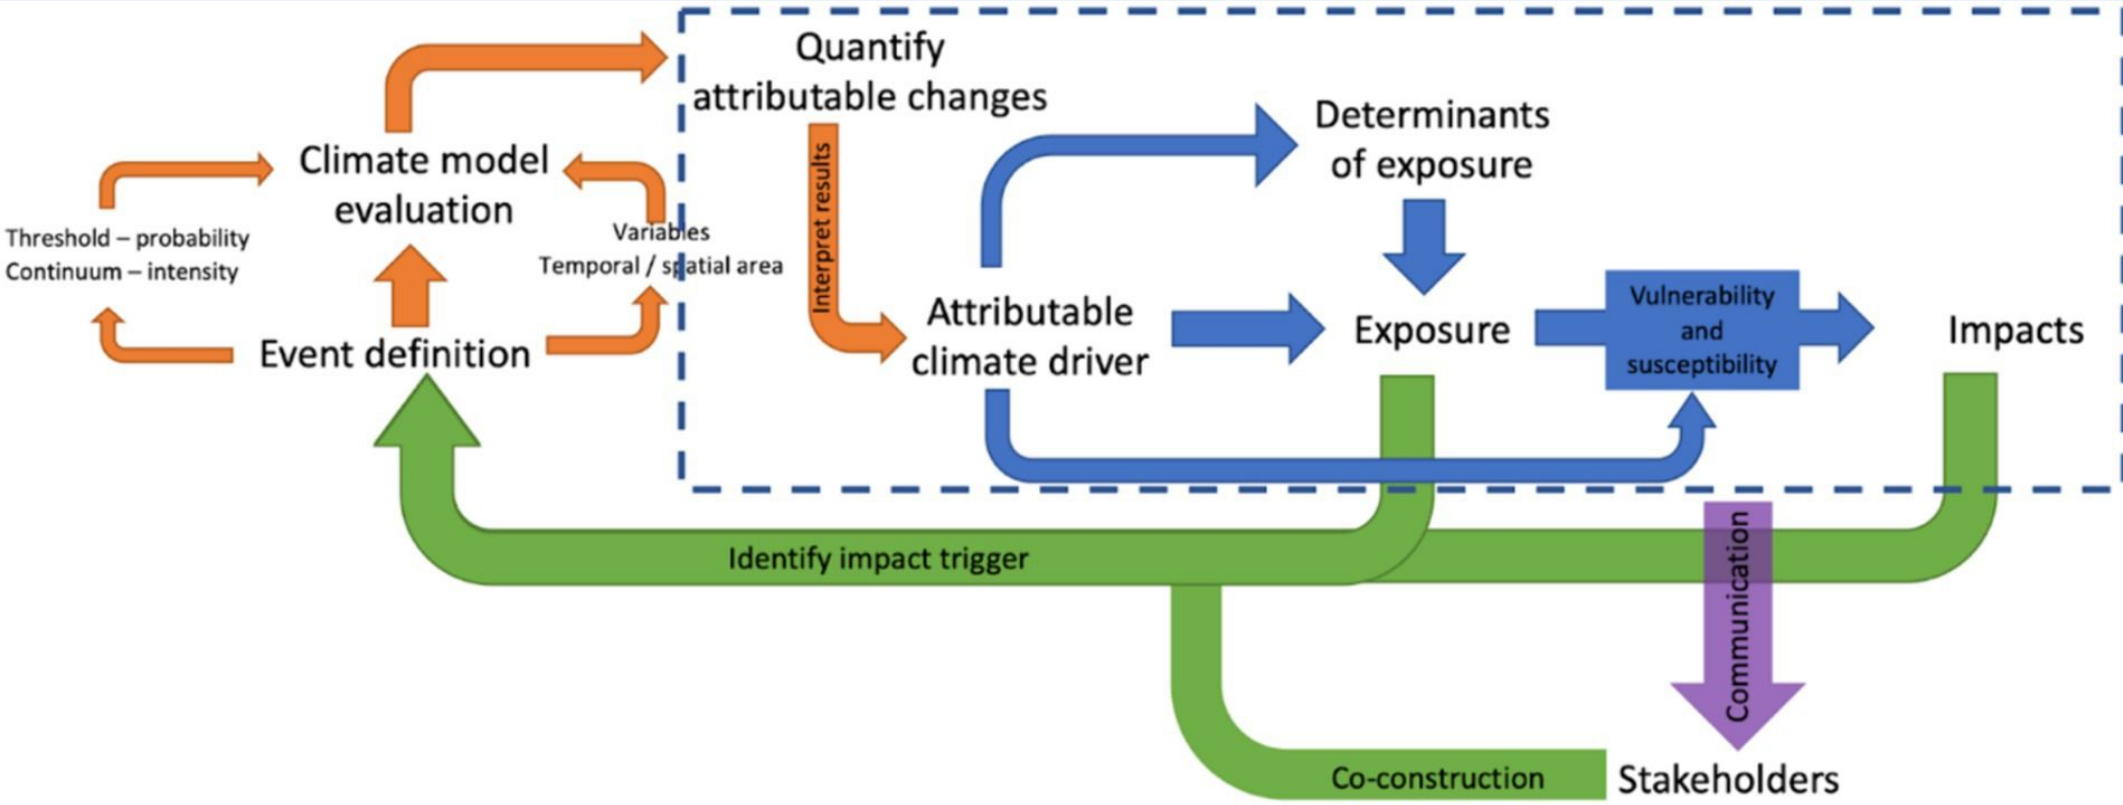 Quantify
attributable changes
Determinants
of exposure
Climate model
evaluation
Interpret results
Threshold – probability
Continuum – intensity
Variables
Temporal / spatial area
Event definition
Attributable
climate driver
Exposure
Vulnerability
and
susceptibility
Impacts
Identify impact trigger
Communication
Co-construction
Stakeholders